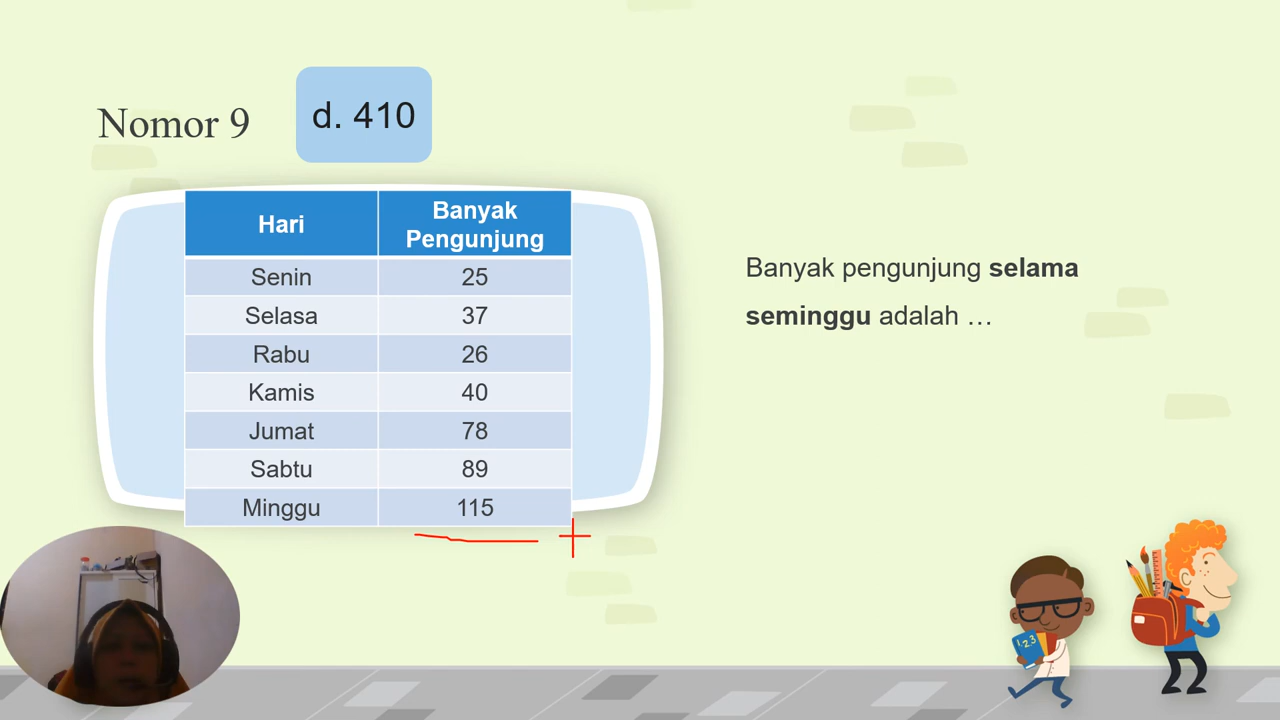 Nomor 9
d. 410
Hari Banyak Pengunjung
Senin 25
Selasa 37
Rabu 26
Kamis 40
Jumat 78
Sabtu 89
Minggu 115
Banyak pengunjung selama
seminggu adalah …
123